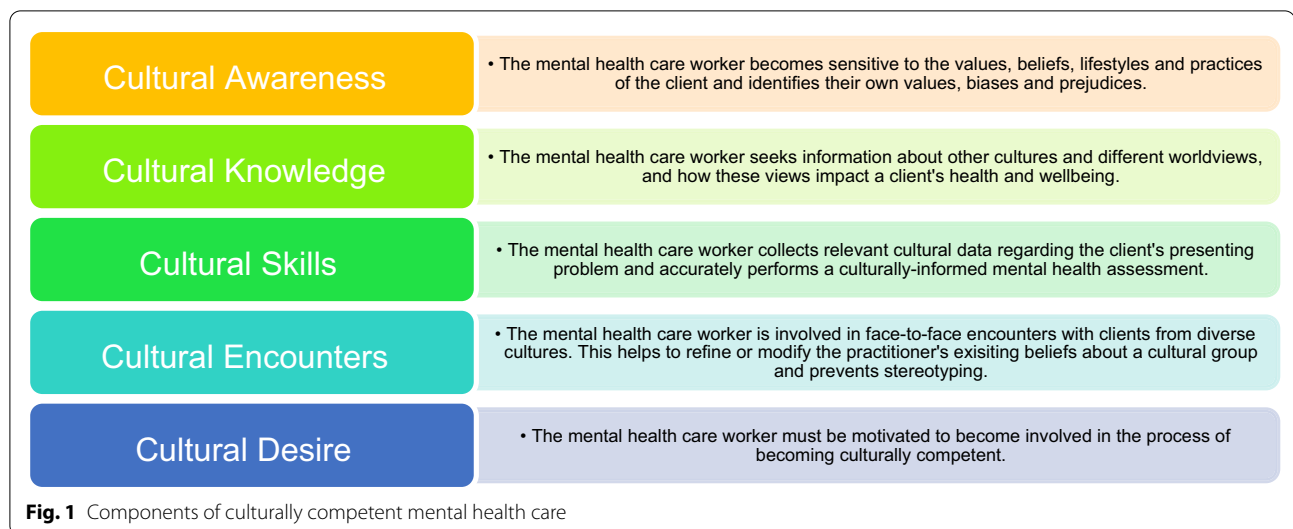 Cultural Awareness
• The mental health care worker becomes sensitive to the values, beliefs, lifestyles and practices
of the client and identifies their own values, biases and prejudices.
Cultural Knowledge
• The mental health care worker seeks information about other cultures and different worldviews,
and how these views impact a client's health and wellbeing.
Cultural Skills
• The mental health care worker collects relevant cultural data regarding the client's presenting
problem and accurately performs a culturally-informed mental health assessment.
Cultural Encounters
• The mental health care worker is involved in face-to-face encounters with clients from diverse
cultures. This helps to refine or modify the practitioner's exisiting beliefs about a cultural group
and prevents stereotyping.
Cultural Desire
• The mental health care worker must be motivated to become involved in the process of
becoming culturally competent.
Fig. 1 Components of culturally competent mental health care